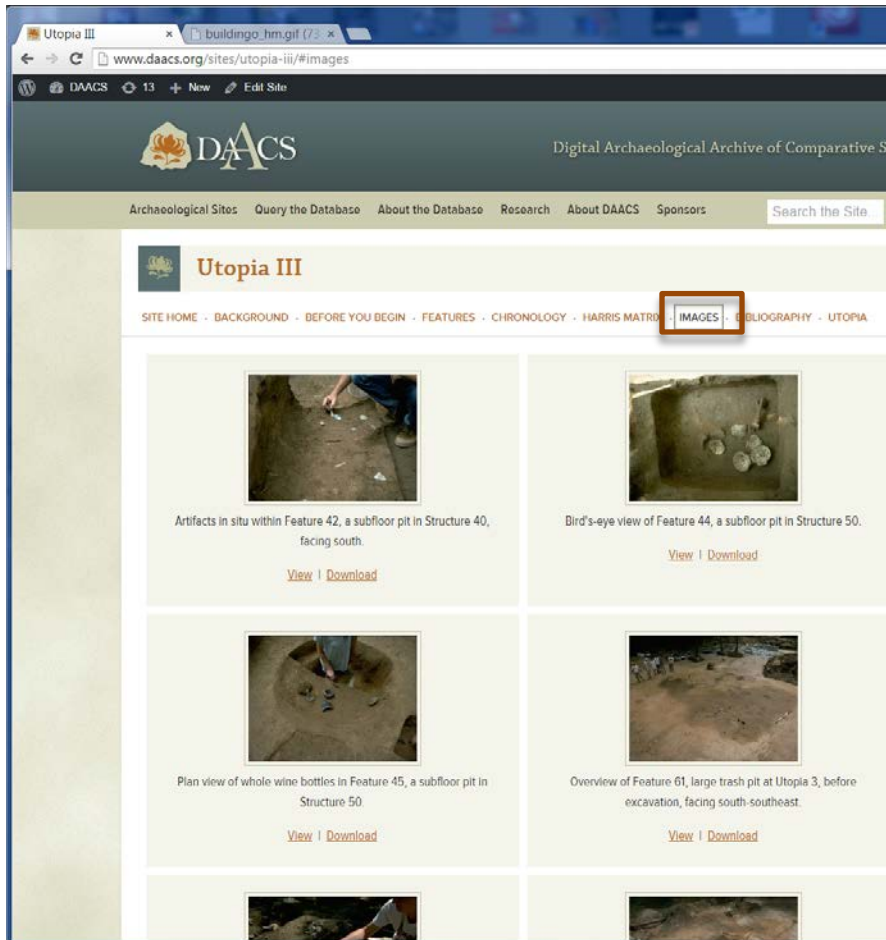 Utopia III
buildingo_hm.gif (73
www.daacs.org/sites/utopia-iii/#images
DAACS 13 + New Edit Site
DAACS
Digital Archaeological Archive of Comparative S
Archaeological Sites Query the Database About the Database Research About DAACS Sponsors Search the Site...
Utopia III
SITE HOME - BACKGROUND - BEFORE YOU BEGIN - FEATURES - CHRONOLOGY - HARRIS MATRIX - IMAGES - BIBLIOGRAPHY - UTOPIA
Artifacts in situ within Feature 42, a subfloor pit in Structure 40,
facing south.
View | Download
Bird's-eye view of Feature 44, a subfloor pit in Structure 50.
View | Download
Plan view of whole wine bottles in Feature 45, a subfloor pit in
Structure 50.
View | Download
Overview of Feature 61, large trash pit at Utopia 3, before
excavation, facing south-southeast.
View | Download